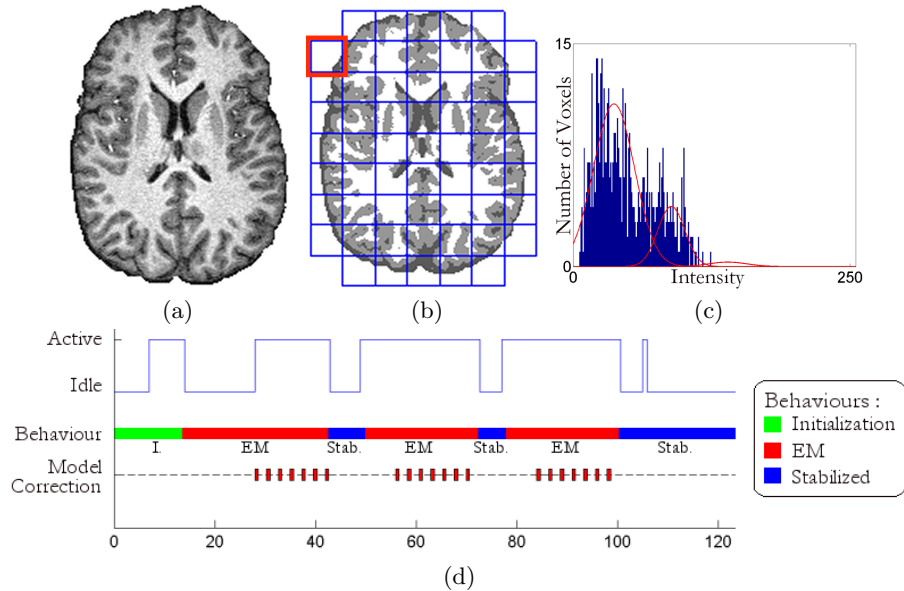 15
Number of Voxels
0
0
Intensity
250
(a)
(b)
(c)
Active
Idle
Behaviour
I.
EM
Stab.
EM
Stab.
EM
Stab.
Model
Correction
0
20
40
60
80
100
120
Behaviours :
Initialization
EM
Stabilized
(d)